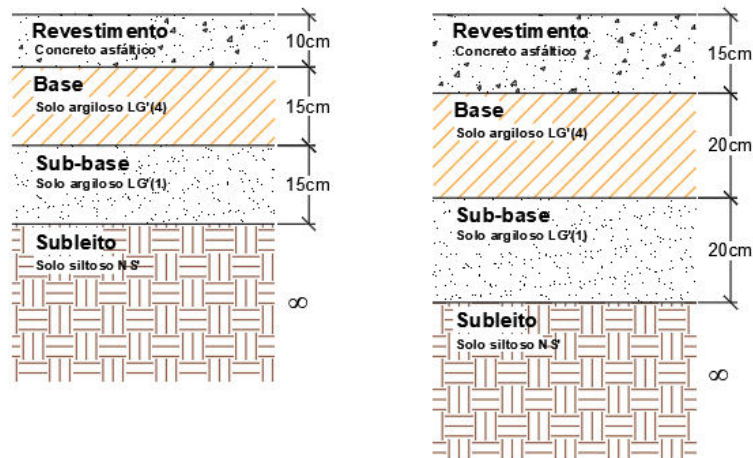 Revestimento
Concreto asfáltico
10cm
Base
Solo argiloso LG'(4)
15cm
Sub-base
Solo argiloso LG'(1)
15cm
Subleito
Solo siltoso NS'
∞
Revestimento
Concreto asfáltico
15cm
Base
Solo argiloso LG'(4)
20cm
Sub-base
Solo argiloso LG'(1)
20cm
Subleito
Solo siltoso NS'
∞